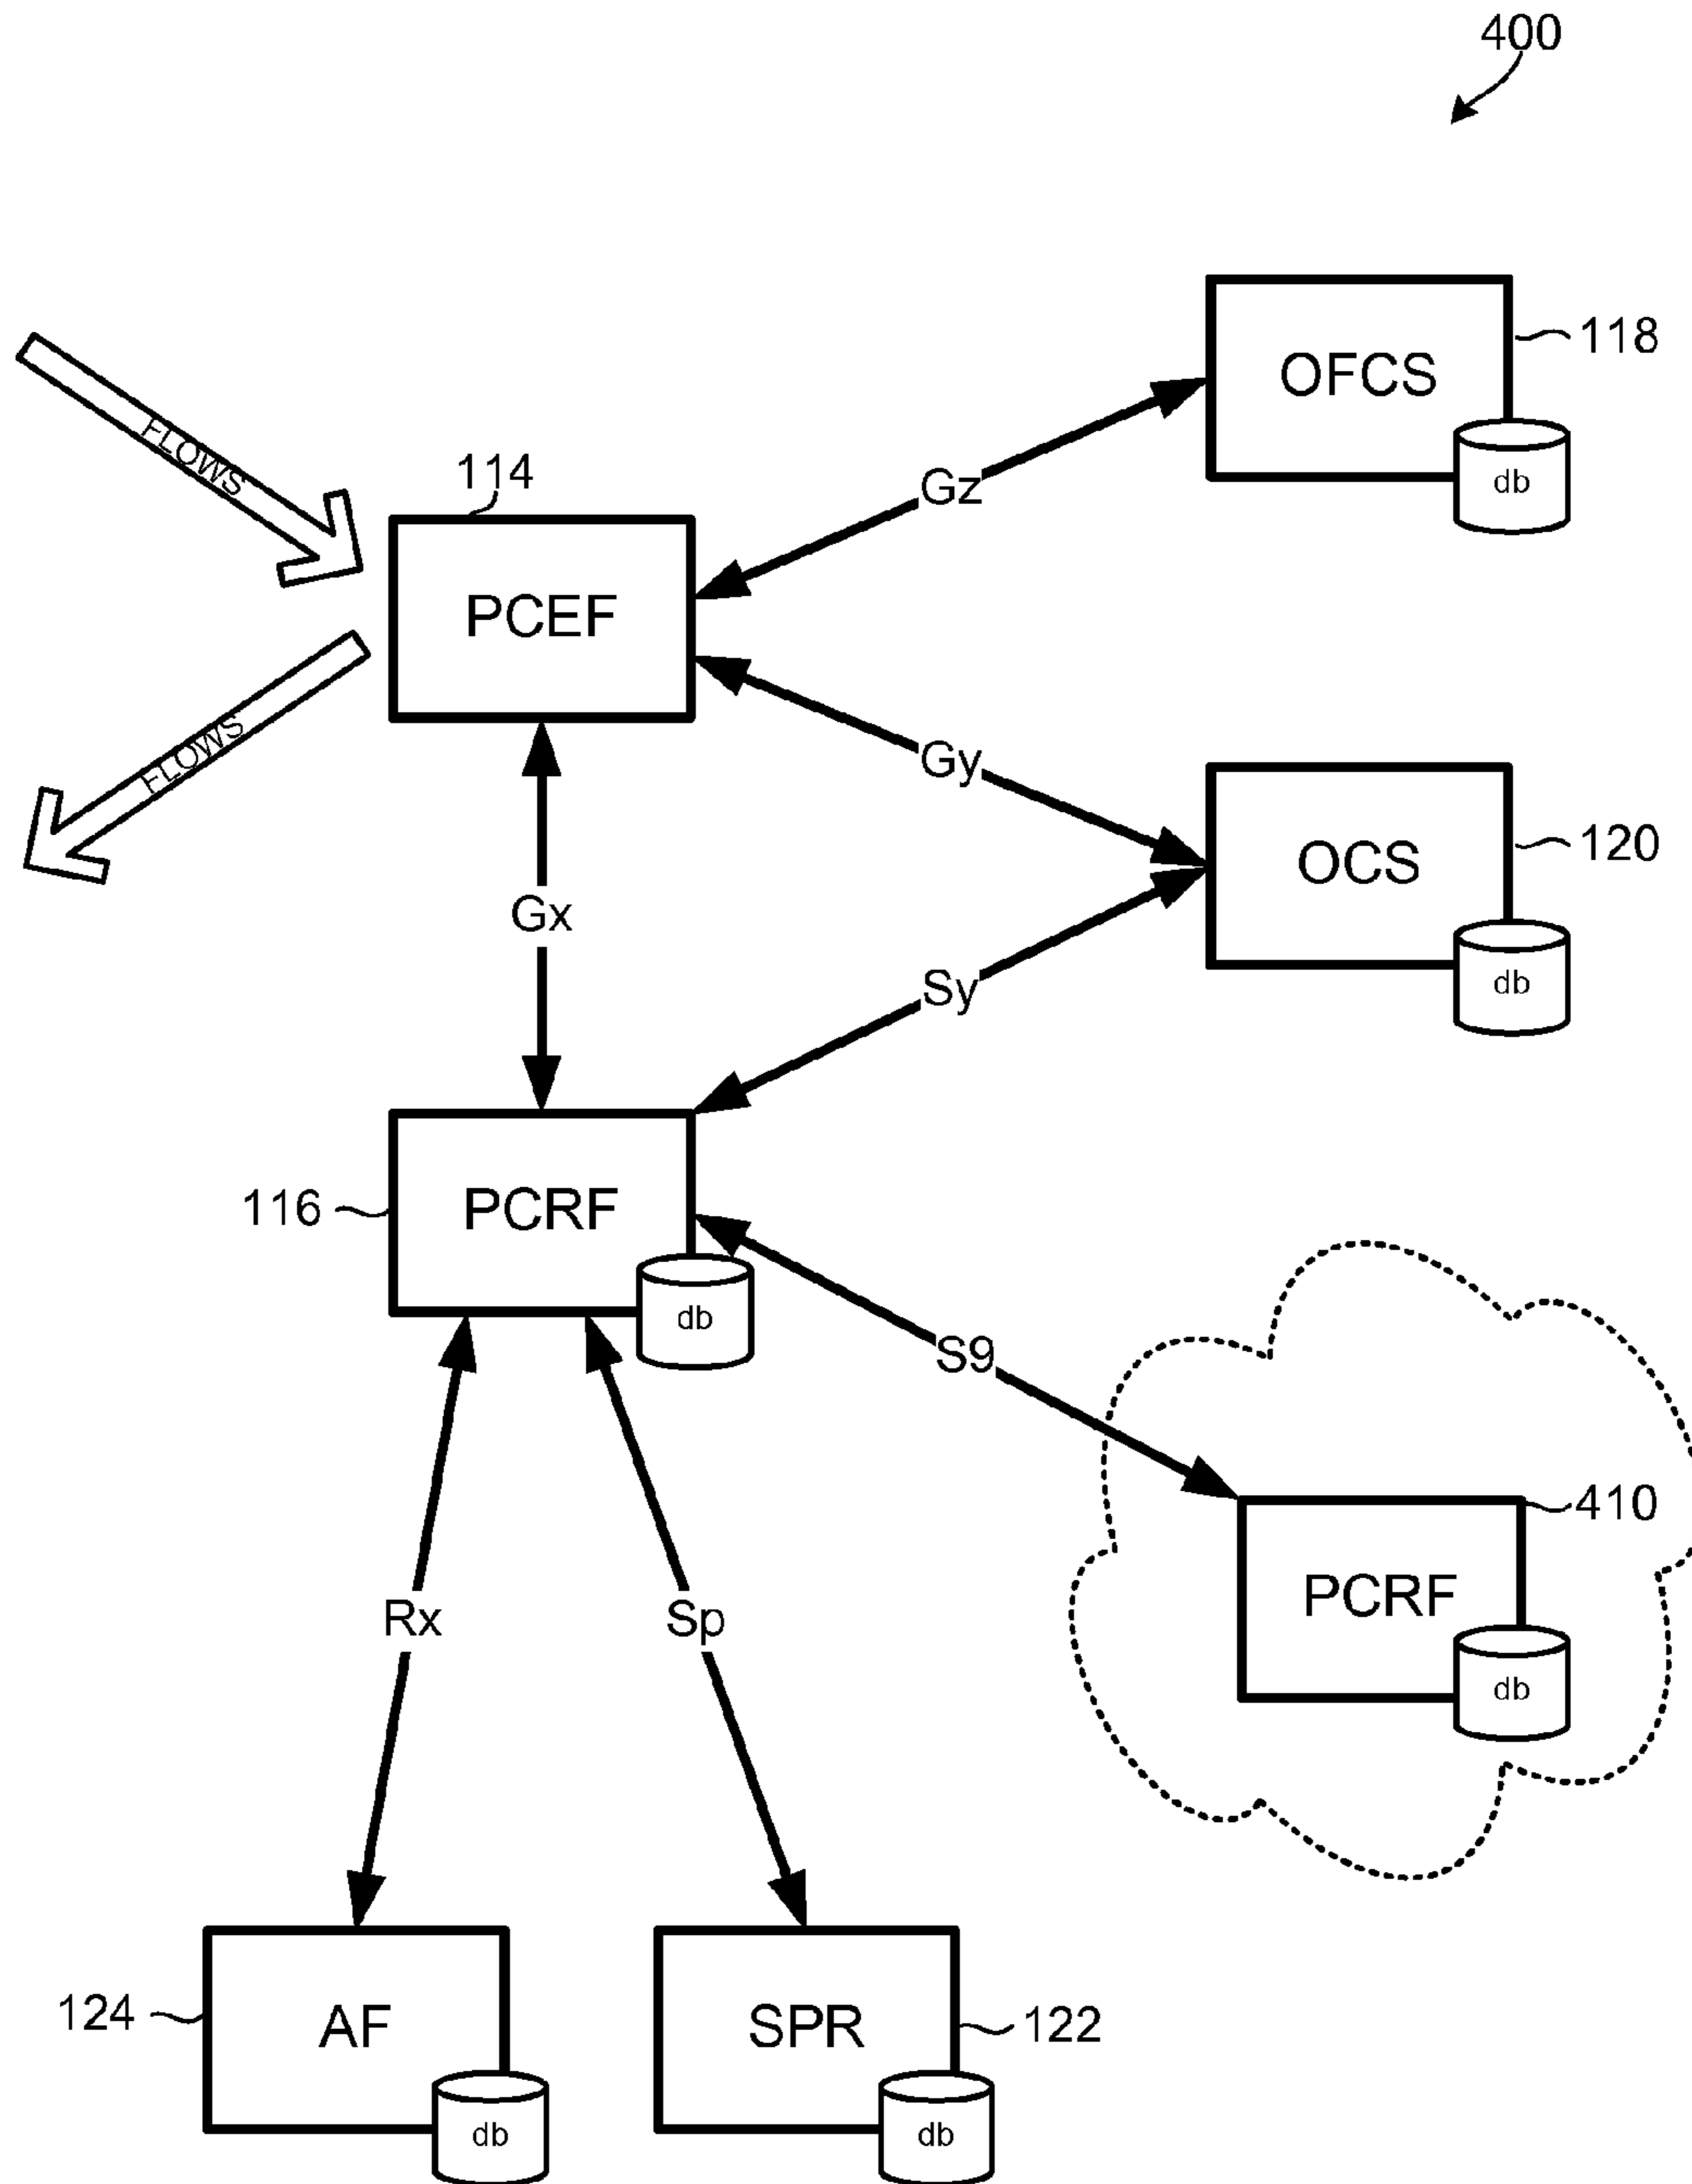 400
OFCS
118
db
FLOWS
114
Gz
PCEF
FLOWS
Gy
OCS
120
db
Gx
Sy
116
PCRF
db
S9
410
PCRF
db
Rx
Sp
124
AF
db
SPR
122
db